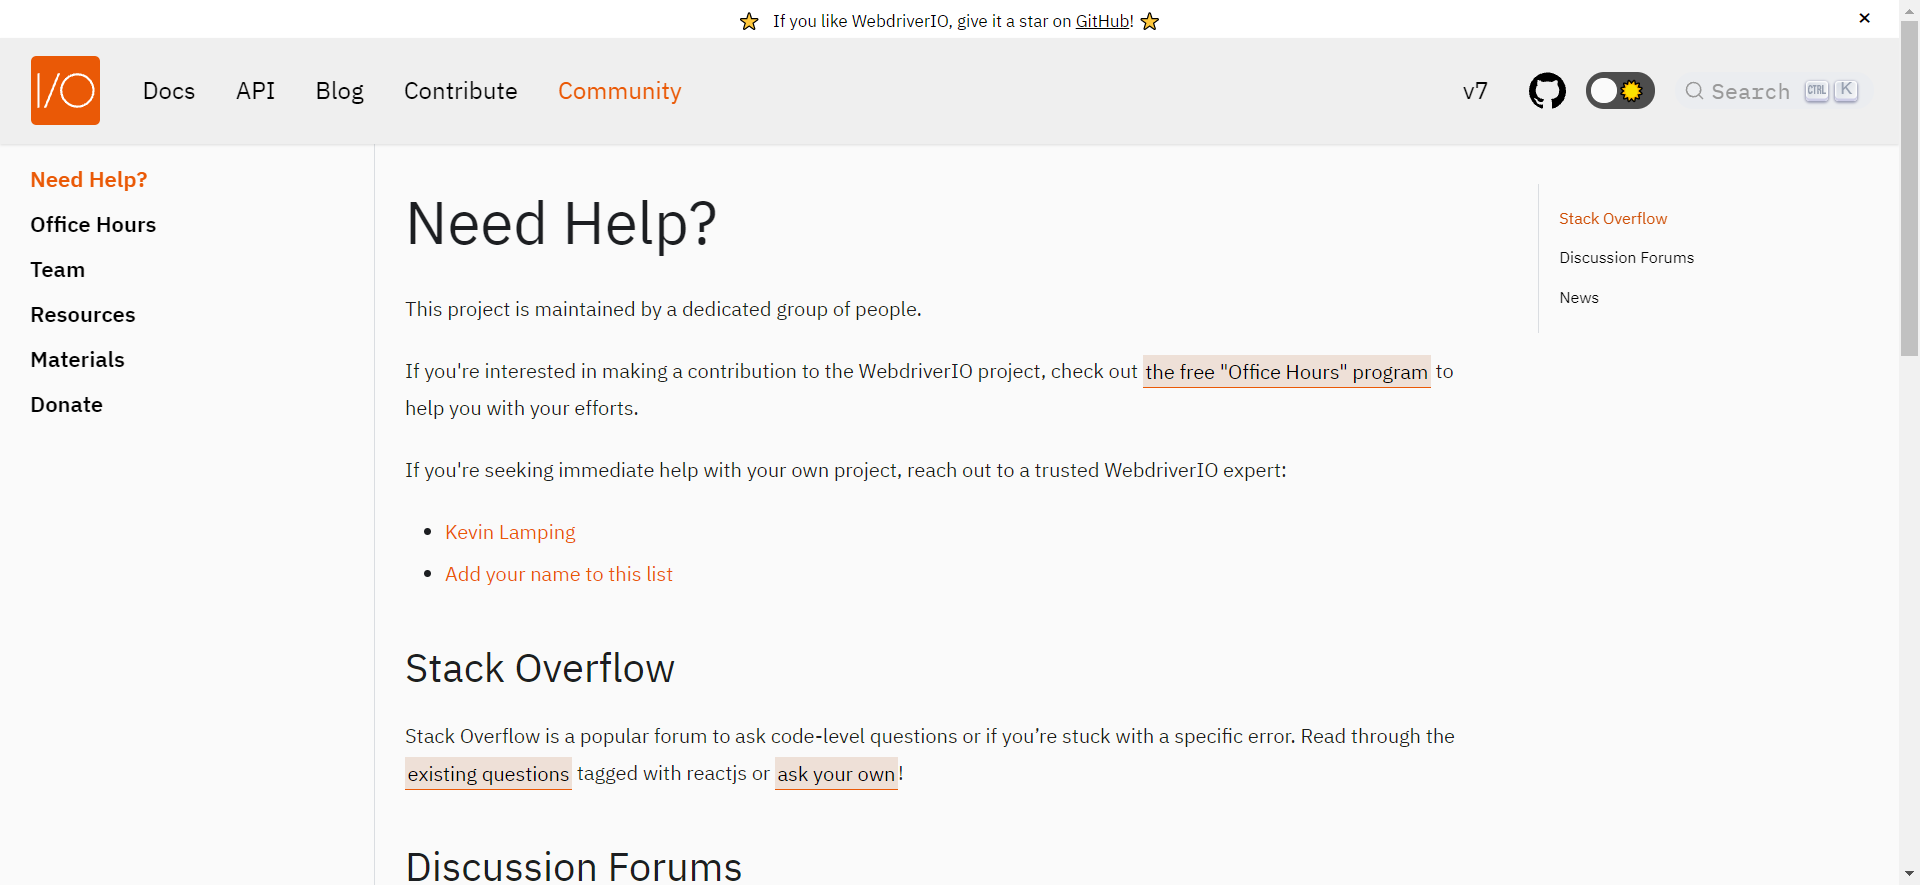 If you like WebdriverIO, give it a star on GitHub!
I/O
Docs API Blog Contribute Community v7 Search CTRL K
Need Help?
Office Hours
Team
Resources
Materials
Donate
Need Help?
This project is maintained by a dedicated group of people.
If you're interested in making a contribution to the WebdriverIO project, check out the free "Office Hours" program to
help you with your efforts.
If you're seeking immediate help with your own project, reach out to a trusted WebdriverIO expert:
Kevin Lamping
Add your name to this list
Stack Overflow
Stack Overflow is a popular forum to ask code-level questions or if you’re stuck with a specific error. Read through the
existing questions tagged with reactjs or ask your own!
Discussion Forums
Stack Overflow
Discussion Forums
News